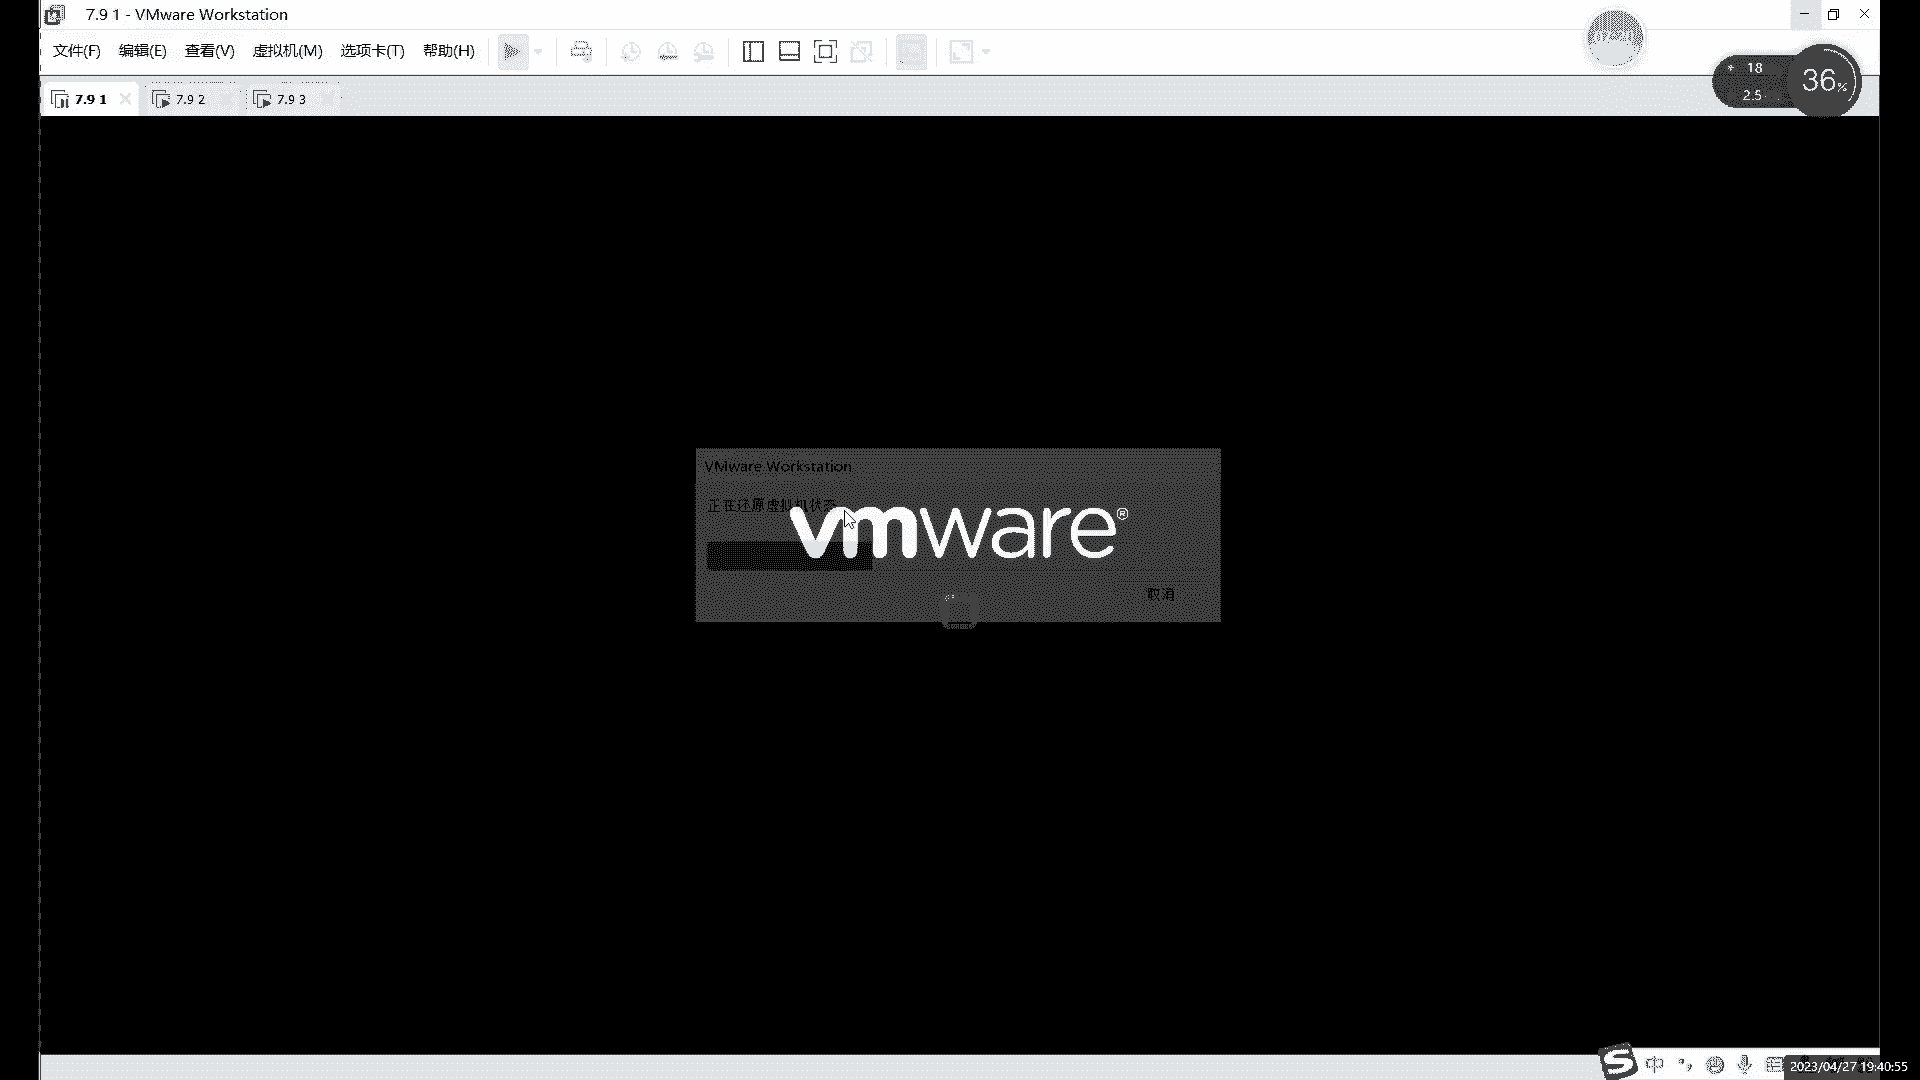 7.9 1 - VMware Workstation
文件(F) 编辑(E) 查看(V) 虚拟机(M) 选项卡(T) 帮助(H)
18
36%
2.5
7.9 1
7.9 2
7.9 3
VMware Workstation
正在还原虚拟机状态
vmware®
取消
S 中
2023/04/27 19:40:55